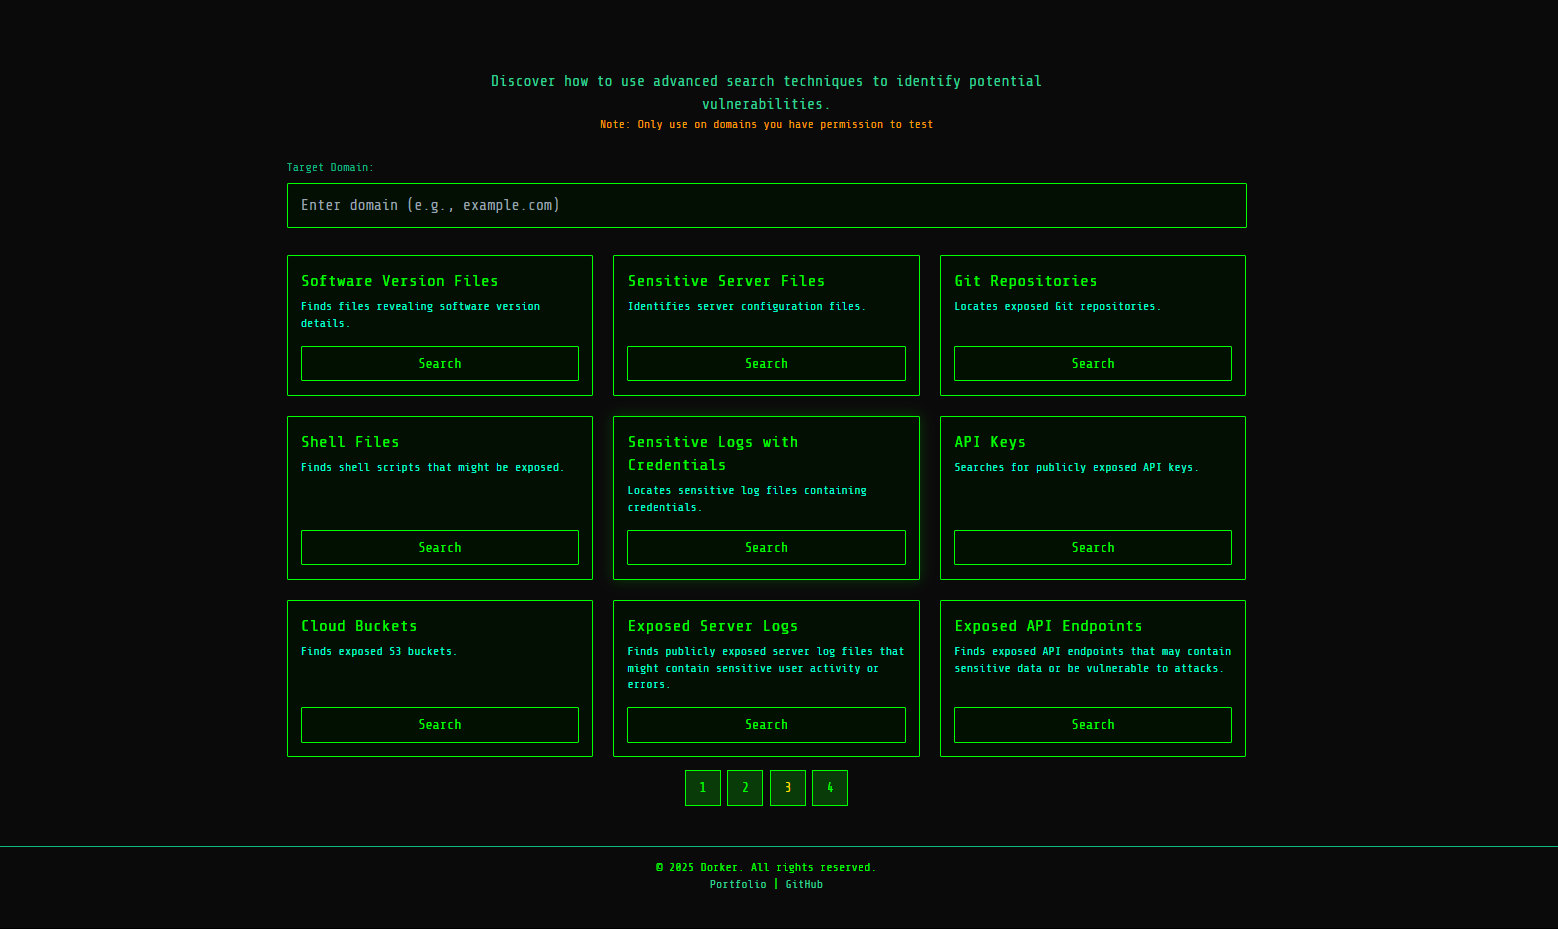 Discover how to use advanced search techniques to identify potential
vulnerabilities.
Note: Only use on domains you have permission to test
Target Domain:
Enter domain (e.g., example.com)
Software Version Files
Finds files revealing software version
details.
Search
Sensitive Server Files
Identifies server configuration files.
Search
Git Repositories
Locates exposed Git repositories.
Search
Shell Files
Finds shell scripts that might be exposed.
Search
Sensitive Logs with
Credentials
Locates sensitive log files containing
credentials.
Search
API Keys
Searches for publicly exposed API keys.
Search
Cloud Buckets
Finds exposed S3 buckets.
Search
Exposed Server Logs
Finds publicly exposed server log files that
might contain sensitive user activity or
errors.
Search
Exposed API Endpoints
Finds exposed API endpoints that may contain
sensitive data or be vulnerable to attacks.
Search
1 2 3 4
© 2025 Dorker. All rights reserved.
Portfolio | GitHub